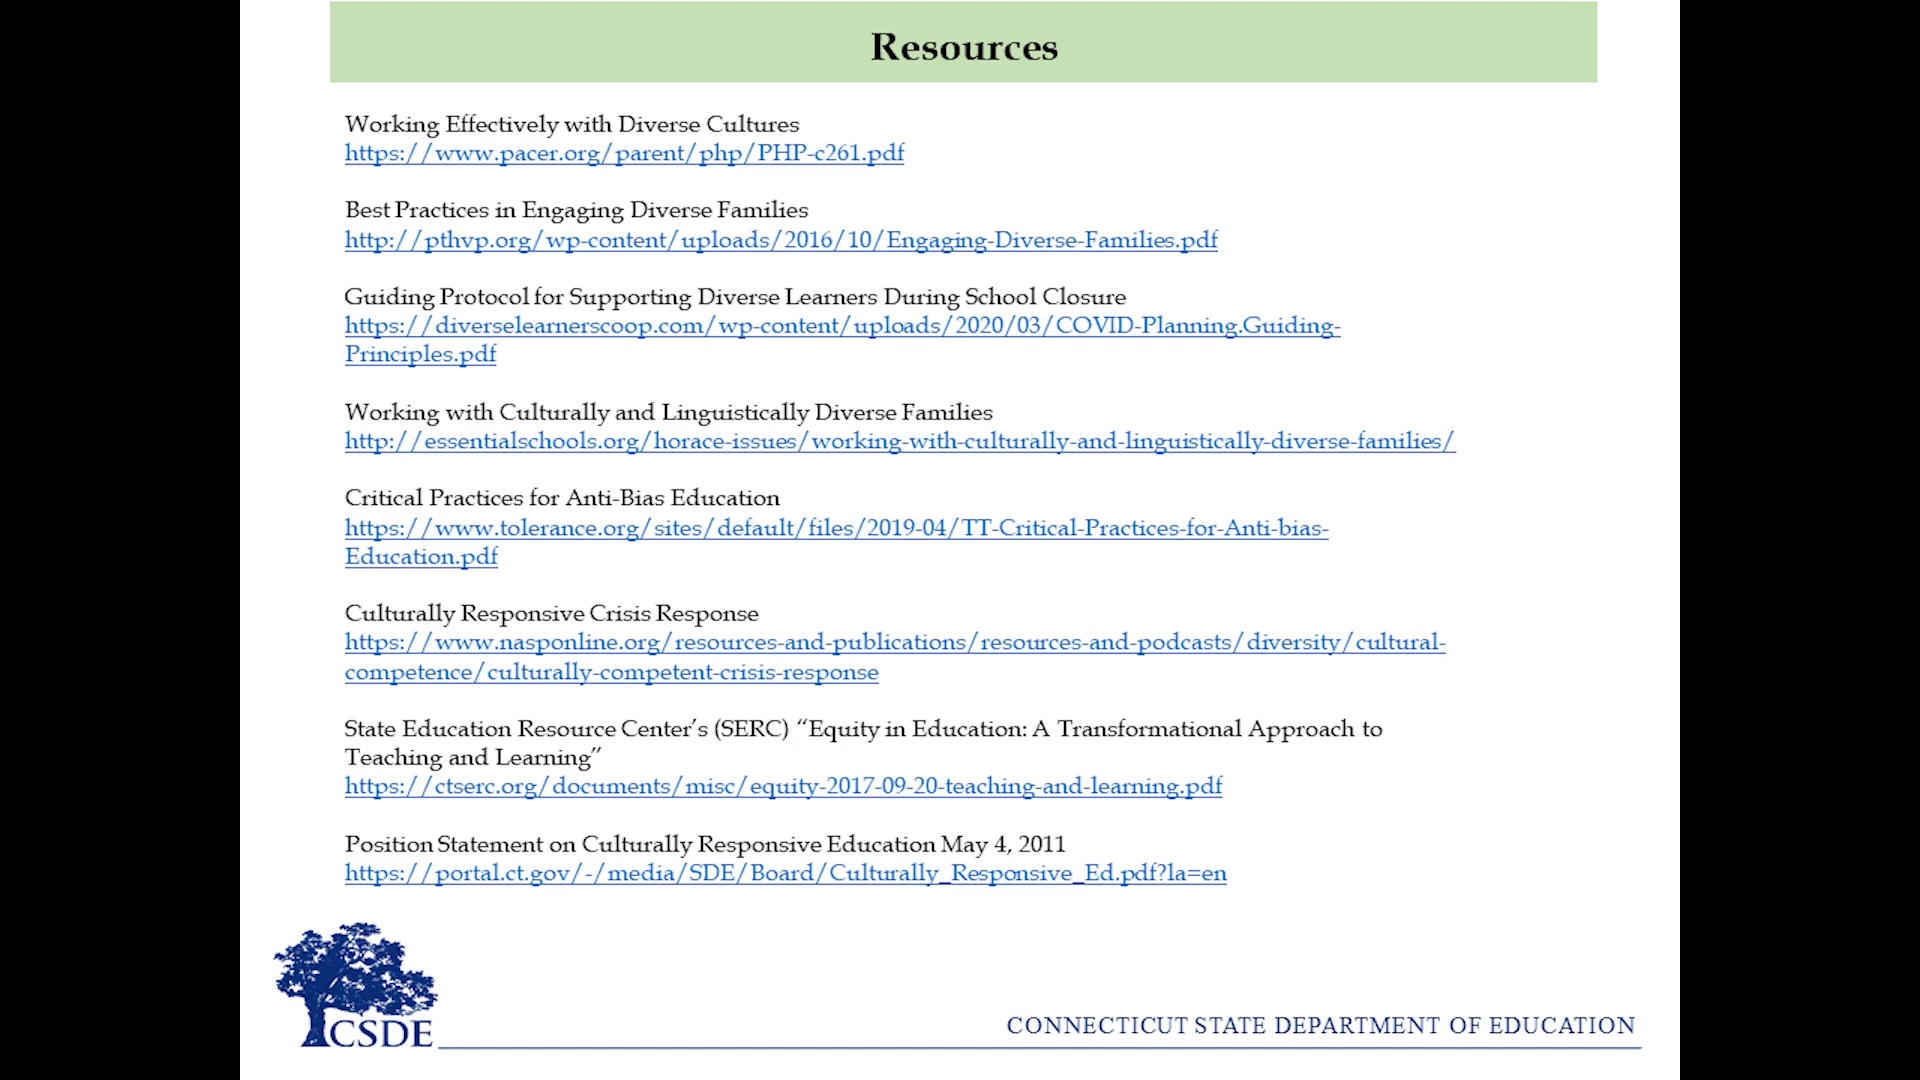 Resources
Working Effectively with Diverse Cultures
https://www.pacer.org/parent/php/PHP-c261.pdf
Best Practices in Engaging Diverse Families
http://pthvp.org/wp-content/uploads/2016/10/Engaging-Diverse-Families.pdf
Guiding Protocol for Supporting Diverse Learners During School Closure
https://diverselearnerscoop.com/wp-content/uploads/2020/03/COVID-Planning.Guiding-
Principles.pdf
Working with Culturally and Linguistically Diverse Families
http://essentialschools.org/horace-issues/working-with-culturally-and-linguistically-diverse-families/
Critical Practices for Anti-Bias Education
https://www.tolerance.org/sites/default/files/2019-04/TT-Critical-Practices-for-Anti-bias-
Education.pdf
Culturally Responsive Crisis Response
https://www.nasponline.org/resources-and-publications/resources-and-podcasts/diversity/cultural-
competence/culturally-competent-crisis-response
State Education Resource Center’s (SERC) “Equity in Education: A Transformational Approach to
Teaching and Learning”
https://ctserc.org/documents/misc/equity-2017-09-20-teaching-and-learning.pdf
Position Statement on Culturally Responsive Education May 4, 2011
https://portal.ct.gov/-/media/SDE/Board/Culturally_Responsive_Ed.pdf?la=en
CSDE
CONNECTICUT STATE DEPARTMENT OF EDUCATION